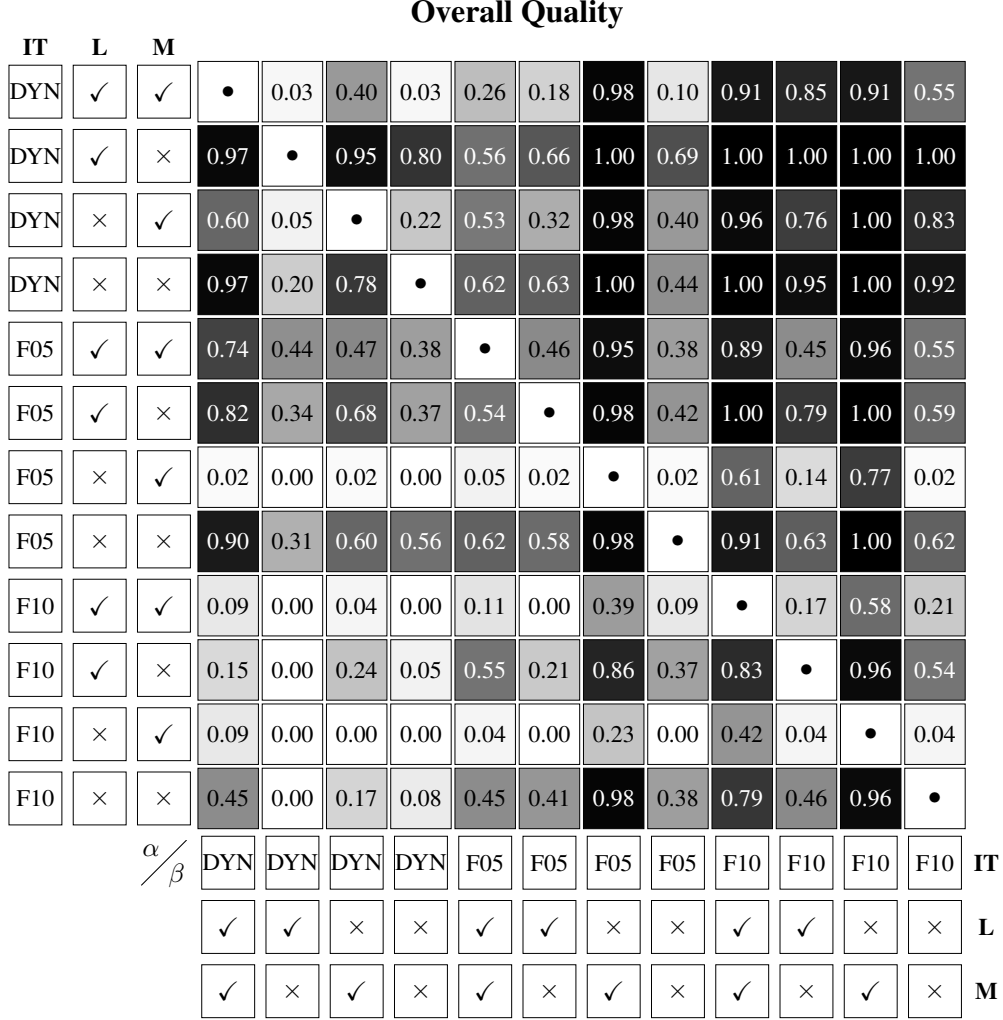 Overall Quality
IT L M
DYN ✓ ✓ • 0.03 0.40 0.03 0.26 0.18 0.98 0.10 0.91 0.85 0.91 0.55
DYN ✓ × 0.97 • 0.95 0.80 0.56 0.66 1.00 0.69 1.00 1.00 1.00 1.00
DYN × ✓ 0.60 0.05 • 0.22 0.53 0.32 0.98 0.40 0.96 0.76 1.00 0.83
DYN × × 0.97 0.20 0.78 • 0.62 0.63 1.00 0.44 1.00 0.95 1.00 0.92
F05 ✓ ✓ 0.74 0.44 0.47 0.38 • 0.46 0.95 0.38 0.89 0.45 0.96 0.55
F05 ✓ × 0.82 0.34 0.68 0.37 0.54 • 0.98 0.42 1.00 0.79 1.00 0.59
F05 × ✓ 0.02 0.00 0.02 0.00 0.05 0.02 • 0.02 0.61 0.14 0.77 0.02
F05 × × 0.90 0.31 0.60 0.56 0.62 0.58 0.98 • 0.91 0.63 1.00 0.62
F10 ✓ ✓ 0.09 0.00 0.04 0.00 0.11 0.00 0.39 0.09 • 0.17 0.58 0.21
F10 ✓ × 0.15 0.00 0.24 0.05 0.55 0.21 0.86 0.37 0.83 • 0.96 0.54
F10 × ✓ 0.09 0.00 0.00 0.00 0.04 0.00 0.23 0.00 0.42 0.04 • 0.04
F10 × × 0.45 0.00 0.17 0.08 0.45 0.41 0.98 0.38 0.79 0.46 0.96 •
α/β DYN DYN DYN DYN F05 F05 F05 F05 F10 F10 F10 F10 IT
✓ ✓ × × ✓ ✓ × × ✓ ✓ × × L
✓ × ✓ × ✓ × ✓ × ✓ × ✓ × M